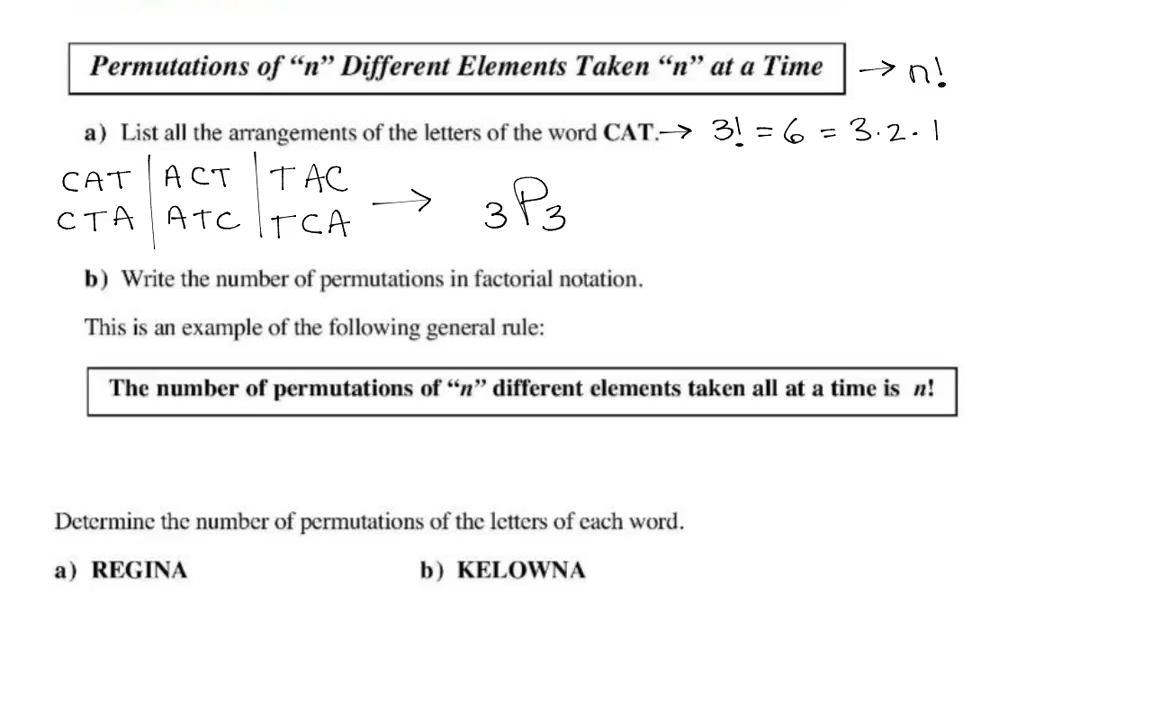 Permutations of “n” Different Elements Taken “n” at a Time → n!
a) List all the arrangements of the letters of the word CAT. → 3! = 6 = 3·2·1
CAT | ACT | TAC
CTA | ATC | TCA → ₃P₃
b) Write the number of permutations in factorial notation.
This is an example of the following general rule:
The number of permutations of “n” different elements taken all at a time is n!
Determine the number of permutations of the letters of each word.
a) REGINA b) KELOWNA